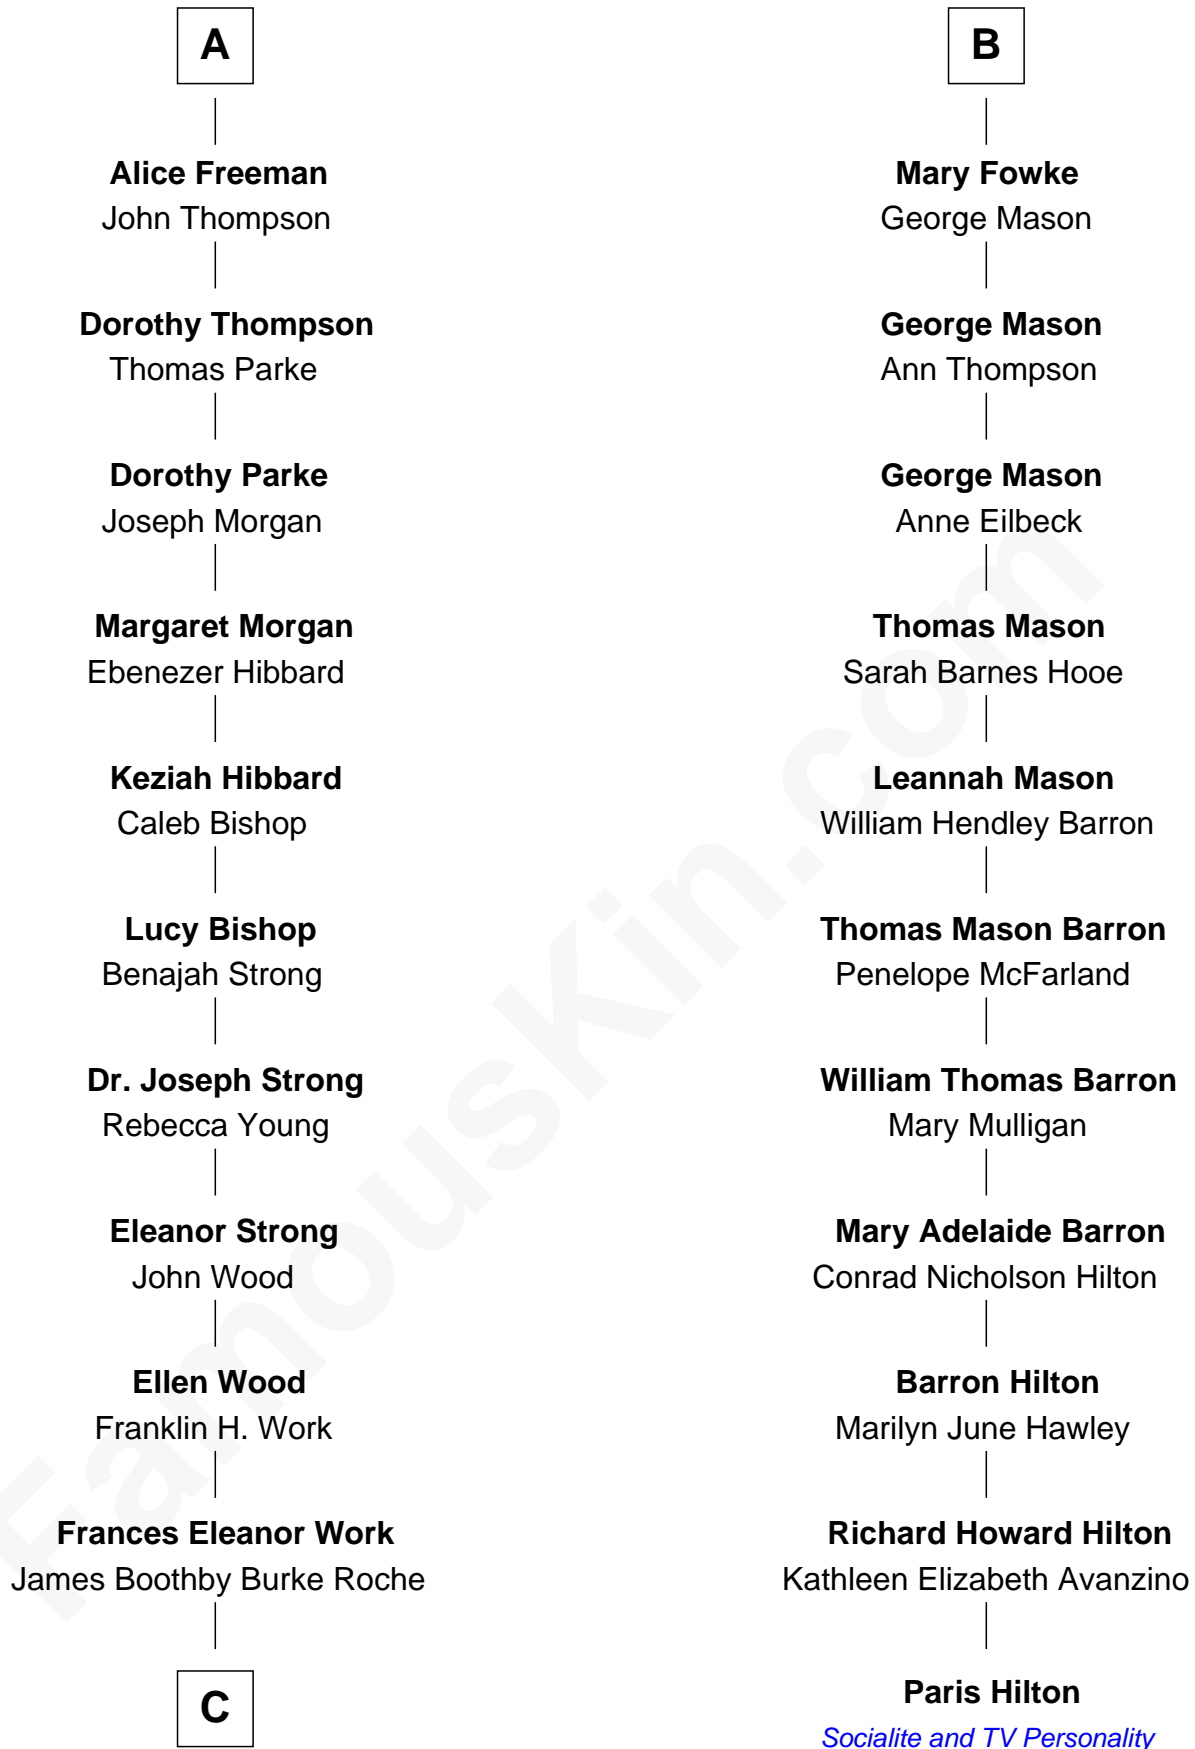 A
Alice Freeman
John Thompson
Dorothy Thompson
Thomas Parke
Dorothy Parke
Joseph Morgan
Margaret Morgan
Ebenezer Hibbard
Keziah Hibbard
Caleb Bishop
Lucy Bishop
Benajah Strong
Dr. Joseph Strong
Rebecca Young
Eleanor Strong
John Wood
Ellen Wood
Franklin H. Work
Frances Eleanor Work
James Boothby Burke Roche
C
B
Mary Fowke
George Mason
George Mason
Ann Thompson
George Mason
Anne Eilbeck
Thomas Mason
Sarah Barnes Hooe
Leannah Mason
William Hendley Barron
Thomas Mason Barron
Penelope McFarland
William Thomas Barron
Mary Mulligan
Mary Adelaide Barron
Conrad Nicholson Hilton
Barron Hilton
Marilyn June Hawley
Richard Howard Hilton
Kathleen Elizabeth Avanzino
Paris Hilton
Socialite and TV Personality
FamousKin.com